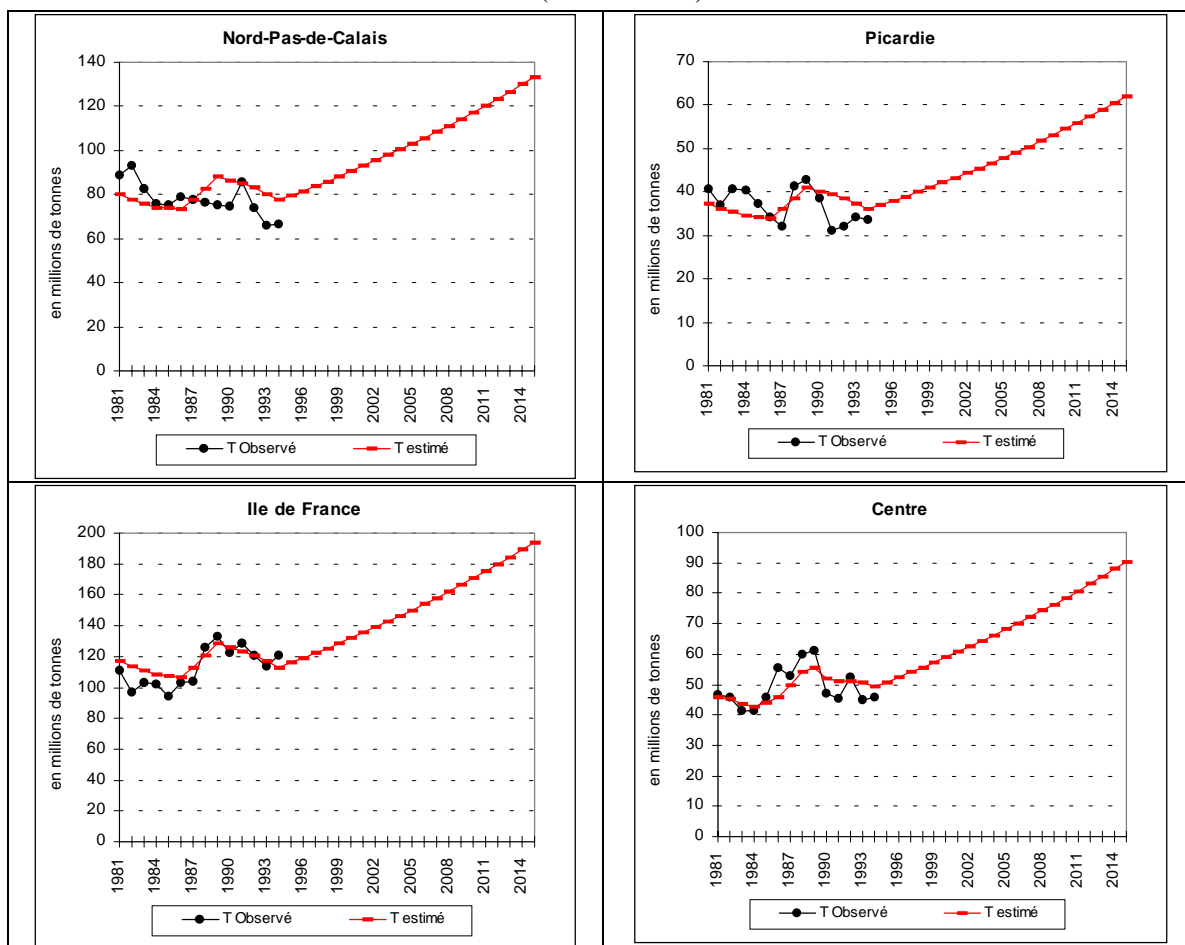 Nord-Pas-de-Calais
en millions de tonnes
140
120
100
80
60
40
20
0
1981 1984 1987 1990 1993 1996 1999 2002 2005 2008 2011 2014
T Observé T estimé
Picardie
en millions de tonnes
70
60
50
40
30
20
10
0
1981 1984 1987 1990 1993 1996 1999 2002 2005 2008 2011 2014
T Observé T estimé
Ile de France
en millions de tonnes
200
180
160
140
120
100
80
60
40
20
0
1981 1984 1987 1990 1993 1996 1999 2002 2005 2008 2011 2014
T Observé T estimé
Centre
en millions de tonnes
100
90
80
70
60
50
40
30
20
10
0
1981 1984 1987 1990 1993 1996 1999 2002 2005 2008 2011 2014
T Observé T estimé